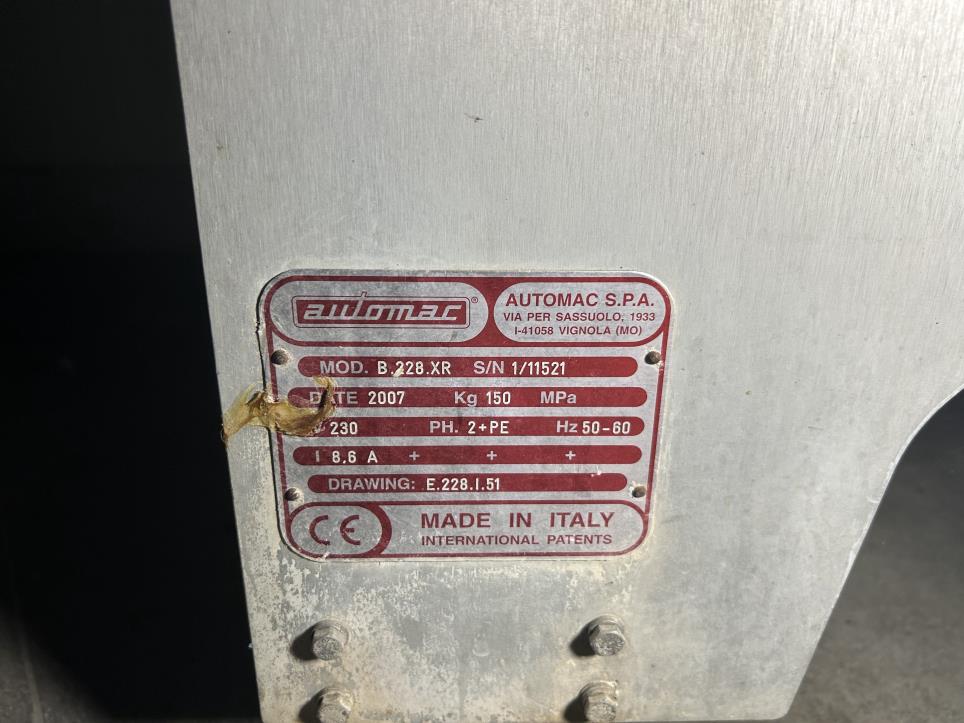 automac®
AUTOMAC S.P.A.
VIA PER SASSUOLO, 1933
I-41058 VIGNOLA (MO)
MOD. B.228.XR S/N 1/11521
DATE 2007 Kg 150 MPa
230 PH. 2+PE Hz 50-60
I 8,6 A + + +
DRAWING: E.228.I.51
CE
MADE IN ITALY
INTERNATIONAL PATENTS